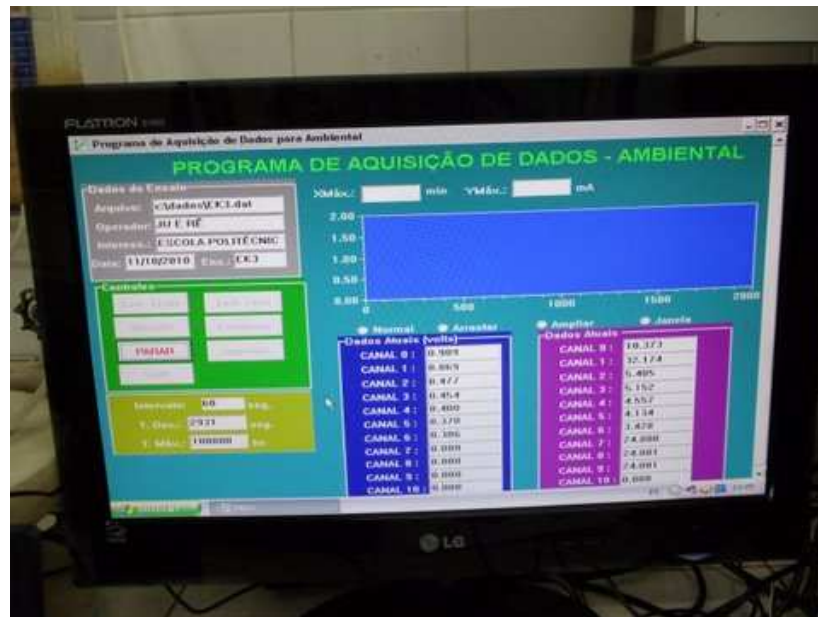 FLATRON
Programa de Aquisição de Dados para Ambiental
PROGRAMA DE AQUISIÇÃO DE DADOS - AMBIENTAL
Dados do Ensaio
Arquivo: c:\dados\CK3.dat
Operador: JU E RÊ
Interess.: ESCOLA POLITÉCNIC
Data: 11/10/2010 Ens.: CK3
XMáx.: min YMáx.: mA
2.00
1.50
1.00
0.50
0.00
0 500 1000 1500 2000
Normal Arrastar Ampliar Janela
Controles
PARAR
Intervalo: 60 seg.
T. Dec.: 2931 seg.
T. Máx.: 100000 hs
Dados Atuais (volts)
CANAL 0 : 0.909
CANAL 1 : 0.869
CANAL 2 : 0.477
CANAL 3 : 0.454
CANAL 4 : 0.400
CANAL 5 : 0.370
CANAL 6 : 0.306
CANAL 7 : 0.000
CANAL 8 : 0.000
CANAL 9 : 0.000
CANAL 10 : 0.000
Dados Atuais
CANAL 0 : 10.373
CANAL 1 : 32.174
CANAL 2 : 5.405
CANAL 3 : 5.152
CANAL 4 : 4.557
CANAL 5 : 4.134
CANAL 6 : 3.420
CANAL 7 : 24.000
CANAL 8 : 24.001
CANAL 9 : 24.001
CANAL 10 : 0.000
LG